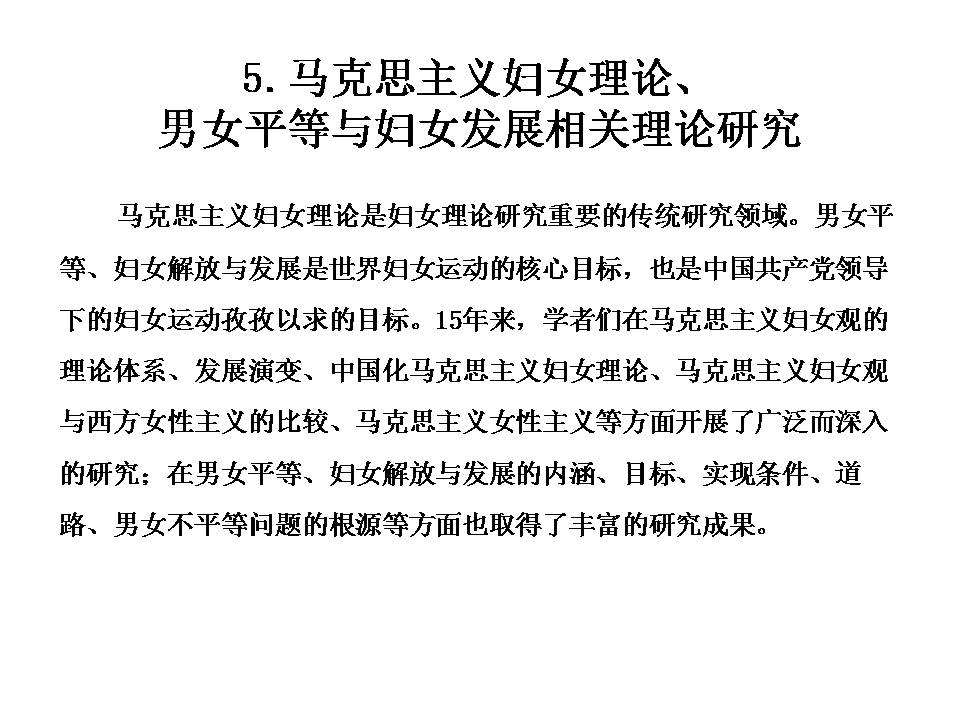 5.马克思主义妇女理论、
男女平等与妇女发展相关理论研究
马克思主义妇女理论是妇女理论研究重要的传统研究领域。男女平
等、妇女解放与发展是世界妇女运动的核心目标，也是中国共产党领导
下的妇女运动孜孜以求的目标。15年来，学者们在马克思主义妇女观的
理论体系、发展演变、中国化马克思主义妇女理论、马克思主义妇女观
与西方女性主义的比较、马克思主义女性主义等方面开展了广泛而深入
的研究；在男女平等、妇女解放与发展的内涵、目标、实现条件、道
路、男女不平等问题的根源等方面也取得了丰富的研究成果。